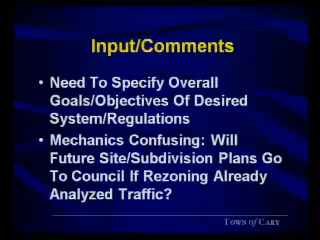 Input/Comments
• Need To Specify Overall
Goals/Objectives Of Desired
System/Regulations
• Mechanics Confusing: Will
Future Site/Subdivision Plans Go
To Council If Rezoning Already
Analyzed Traffic?
TOWN of CARY